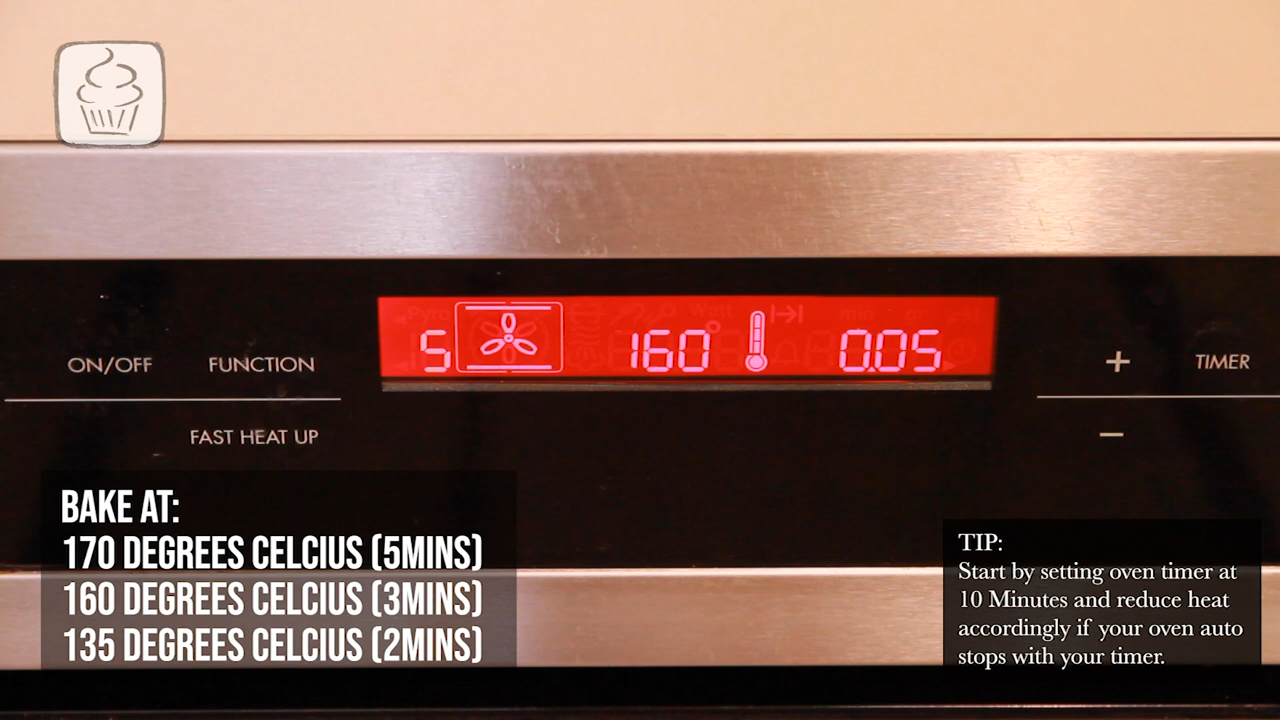 5 160 0.05
ON/OFF FUNCTION
+ TIMER
FAST HEAT UP
−
BAKE AT:
170 DEGREES CELCIUS (5MINS)
160 DEGREES CELCIUS (3MINS)
135 DEGREES CELCIUS (2MINS)
TIP:
Start by setting oven timer at
10 Minutes and reduce heat
accordingly if your oven auto
stops with your timer.